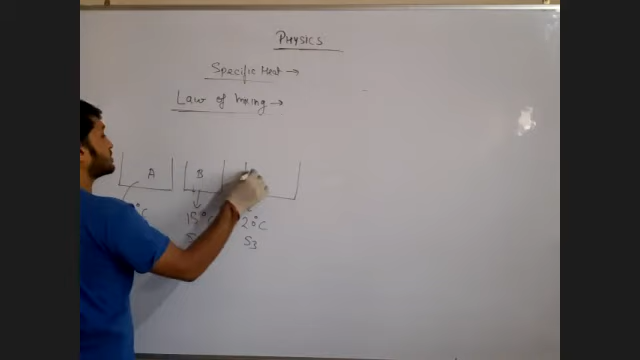 PHYSICS
Specific Heat →
Law of mixing →
A B
°C 15° 20°C
S S3